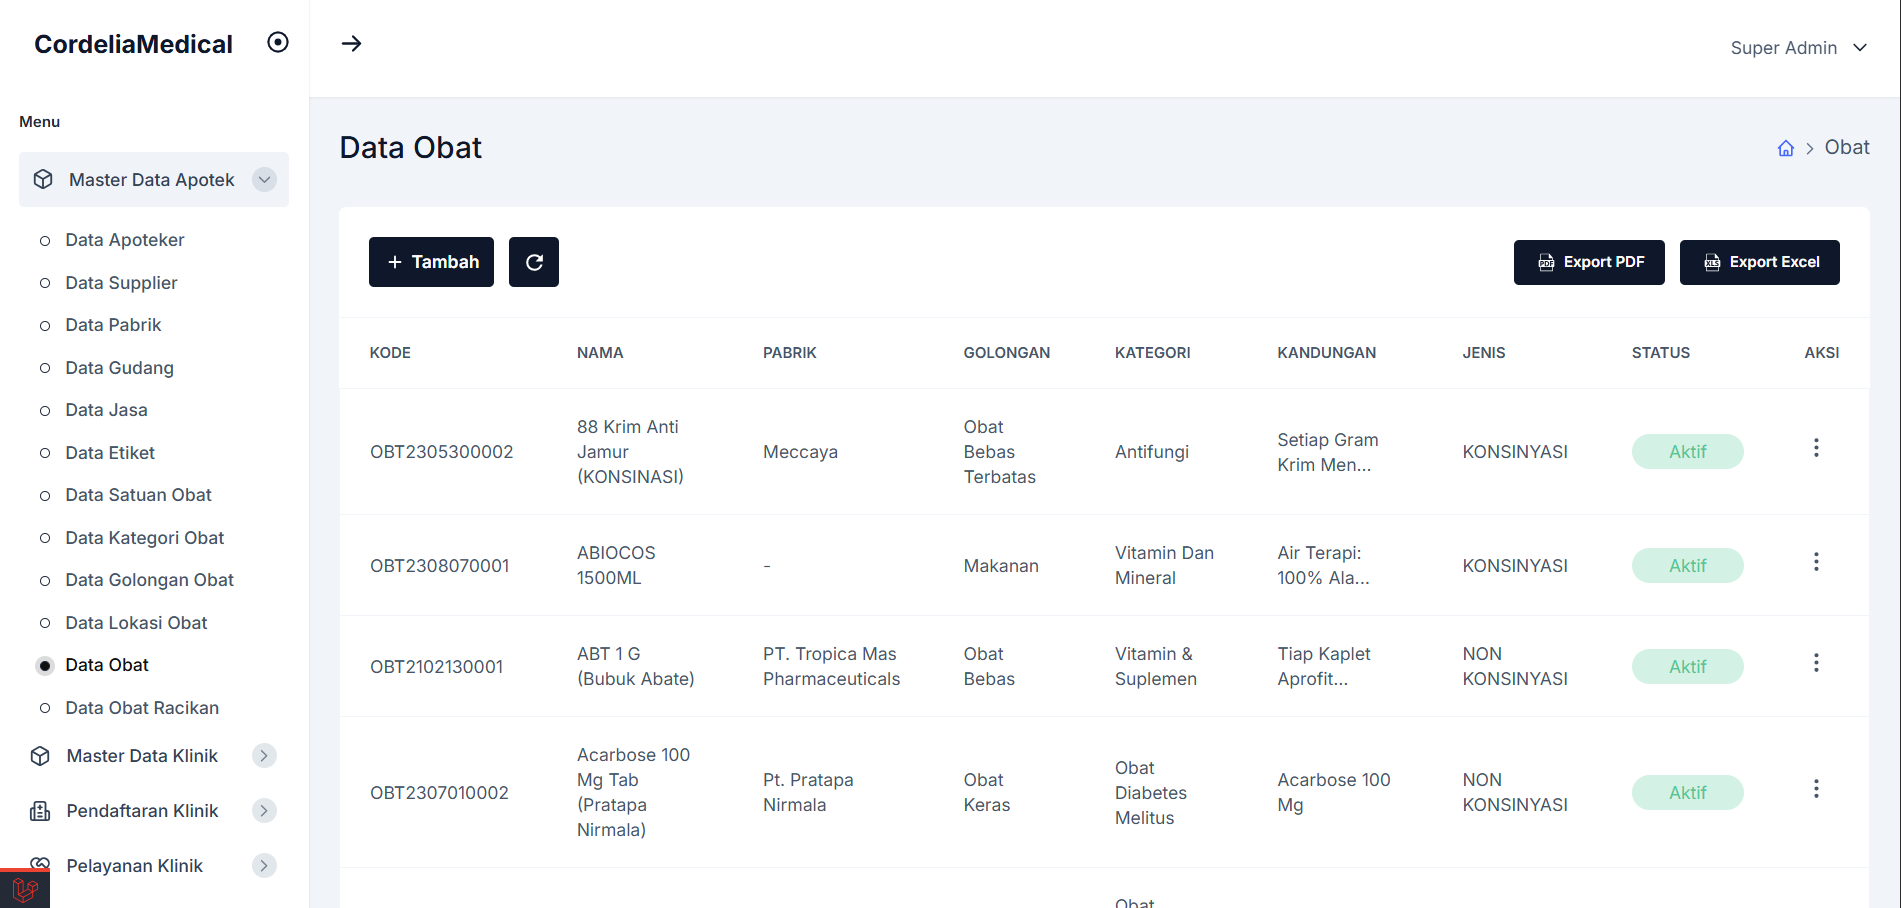 CordeliaMedical
Super Admin
Menu
Master Data Apotek
Data Apoteker
Data Supplier
Data Pabrik
Data Gudang
Data Jasa
Data Etiket
Data Satuan Obat
Data Kategori Obat
Data Golongan Obat
Data Lokasi Obat
Data Obat
Data Obat Racikan
Master Data Klinik
Pendaftaran Klinik
Pelayanan Klinik
Data Obat
> Obat
+ Tambah
PDF Export PDF
XLS Export Excel
KODE NAMA PABRIK GOLONGAN KATEGORI KANDUNGAN JENIS STATUS AKSI
OBT2305300002
88 Krim Anti
Jamur
(KONSINASI)
Meccaya
Obat
Bebas
Terbatas
Antifungi
Setiap Gram
Krim Men...
KONSINYASI
Aktif
OBT2308070001
ABIOCOS
1500ML
-
Makanan
Vitamin Dan
Mineral
Air Terapi:
100% Ala...
KONSINYASI
Aktif
OBT2102130001
ABT 1 G
(Bubuk Abate)
PT. Tropica Mas
Pharmaceuticals
Obat
Bebas
Vitamin &
Suplemen
Tiap Kaplet
Aprofit...
NON
KONSINYASI
Aktif
OBT2307010002
Acarbose 100
Mg Tab
(Pratapa
Nirmala)
Pt. Pratapa
Nirmala
Obat
Keras
Obat
Diabetes
Melitus
Acarbose 100
Mg
NON
KONSINYASI
Aktif
Obat